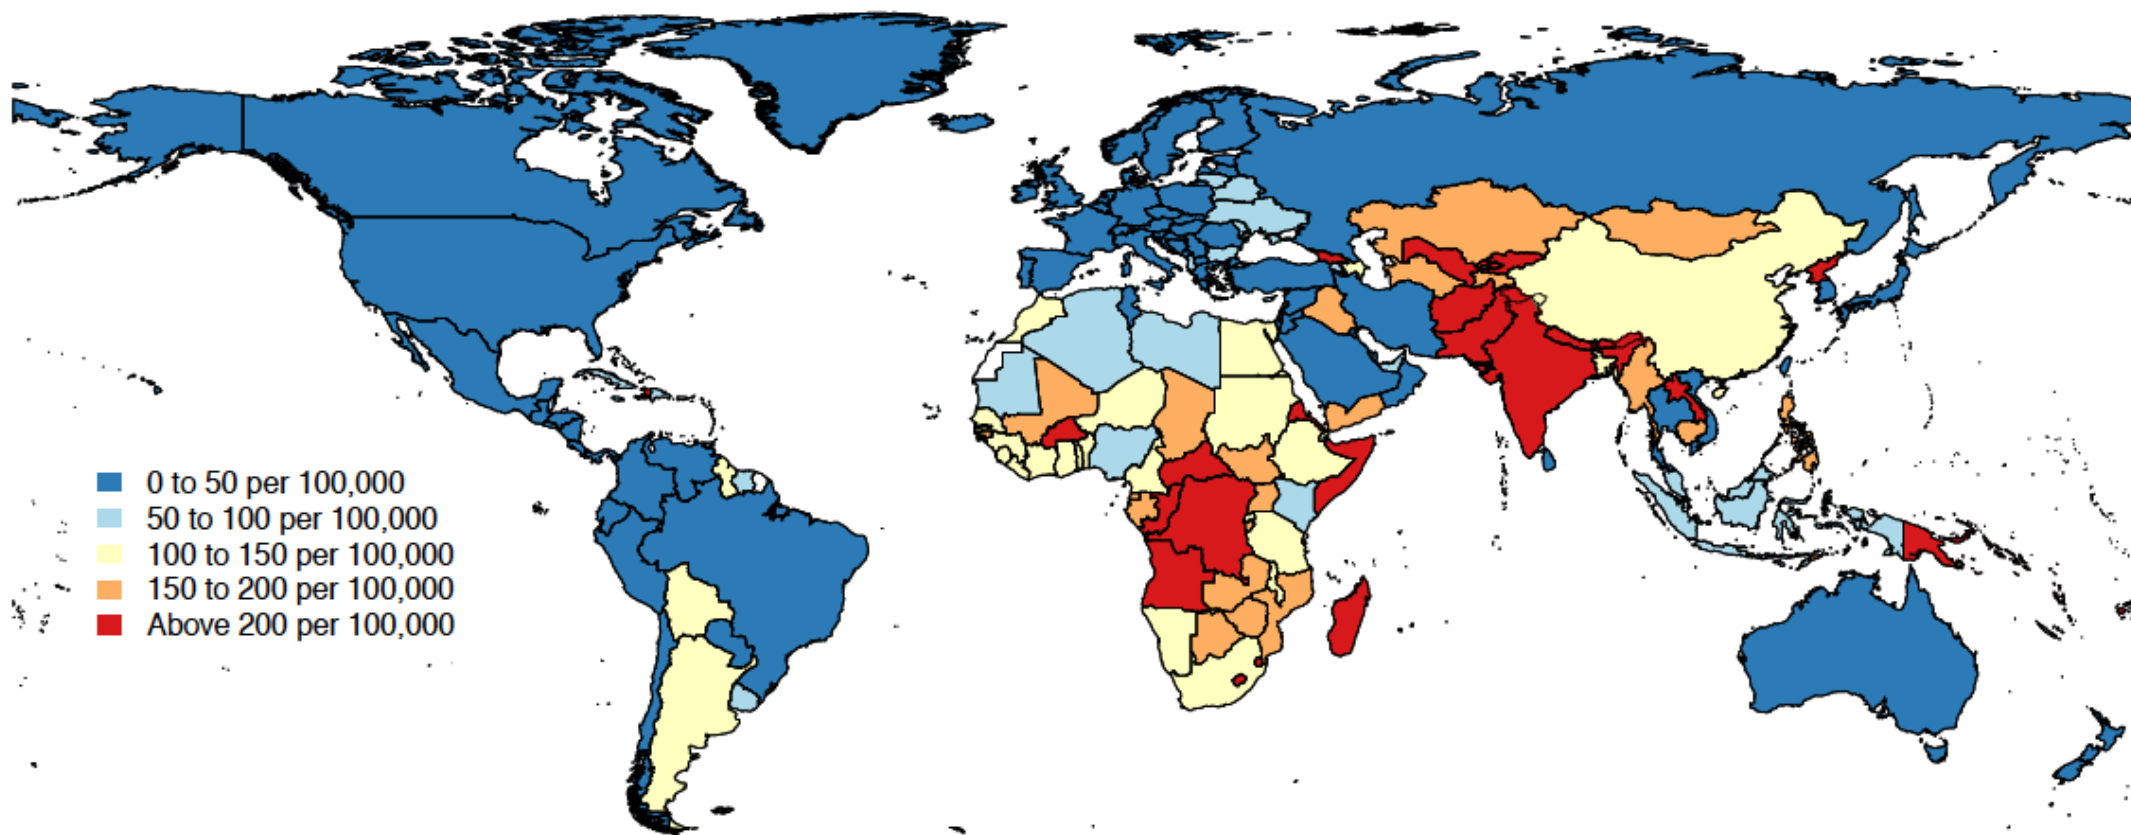 0 to 50 per 100,000
50 to 100 per 100,000
100 to 150 per 100,000
150 to 200 per 100,000
Above 200 per 100,000